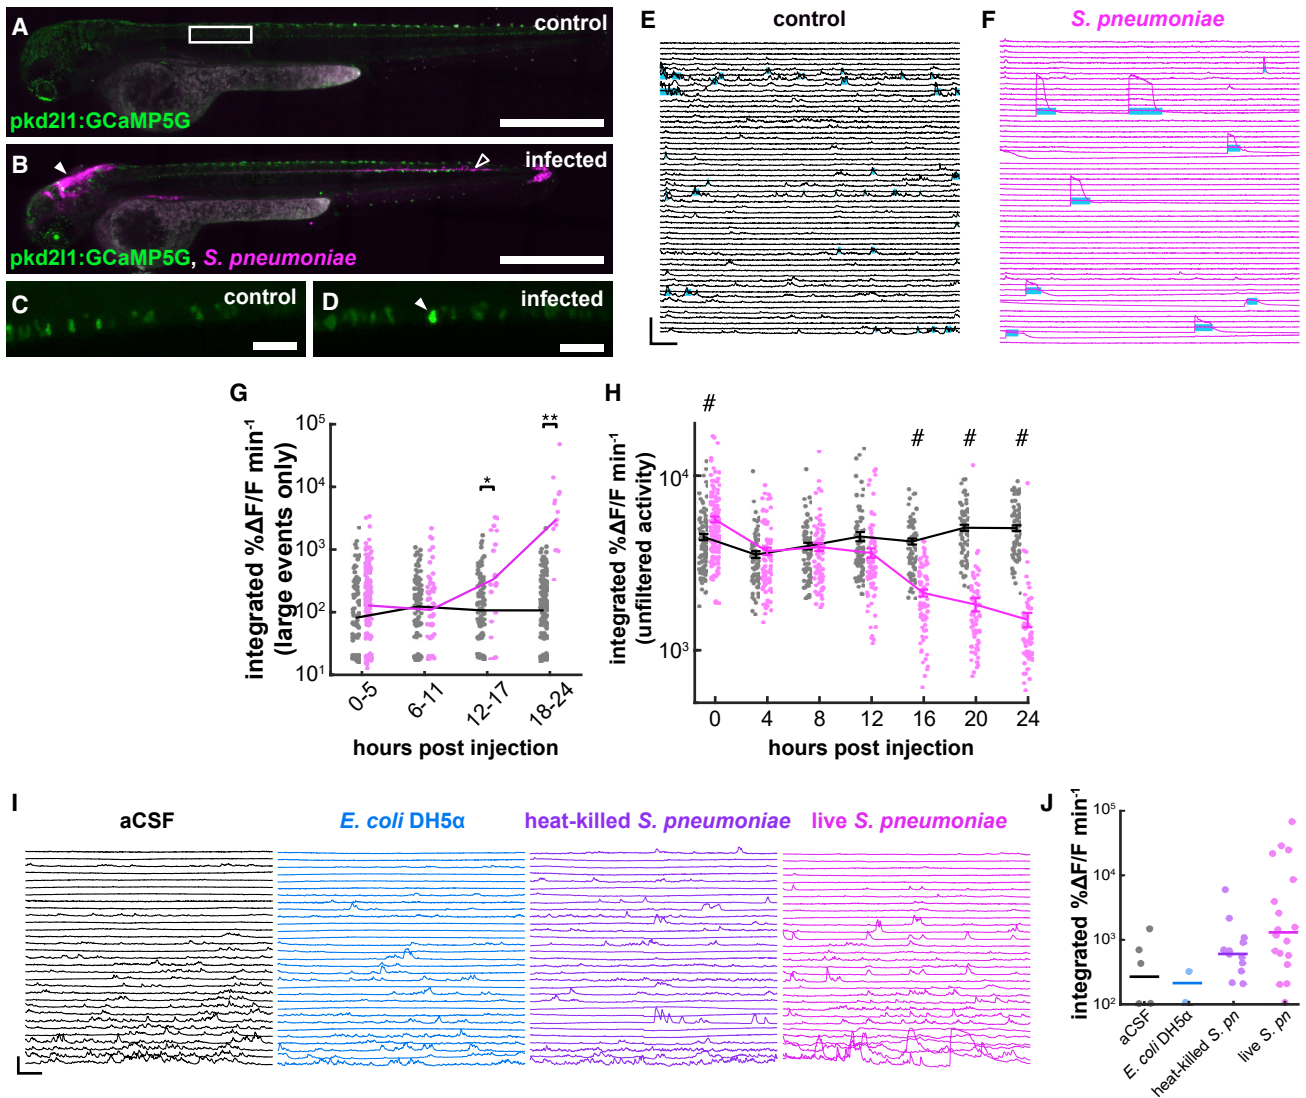 A
control
pkd2l1:GCaMP5G
B
infected
pkd2l1:GCaMP5G, S. pneumoniae
C
control
D
infected
E
control
F
S. pneumoniae
G
integrated %ΔF/F min-1
(large events only)
10^5
10^4
10^3
10^2
10^1
*
**
0-5
6-11
12-17
18-24
hours post injection
H
integrated %ΔF/F min-1
(unfiltered activity)
10^4
10^3
#
#
#
#
0
4
8
12
16
20
24
hours post injection
I
aCSF
E. coli DH5α
heat-killed S. pneumoniae
live S. pneumoniae
J
integrated %ΔF/F min-1
10^5
10^4
10^3
10^2
aCSF
E. coli DH5α
heat-killed S. pn
live S. pn